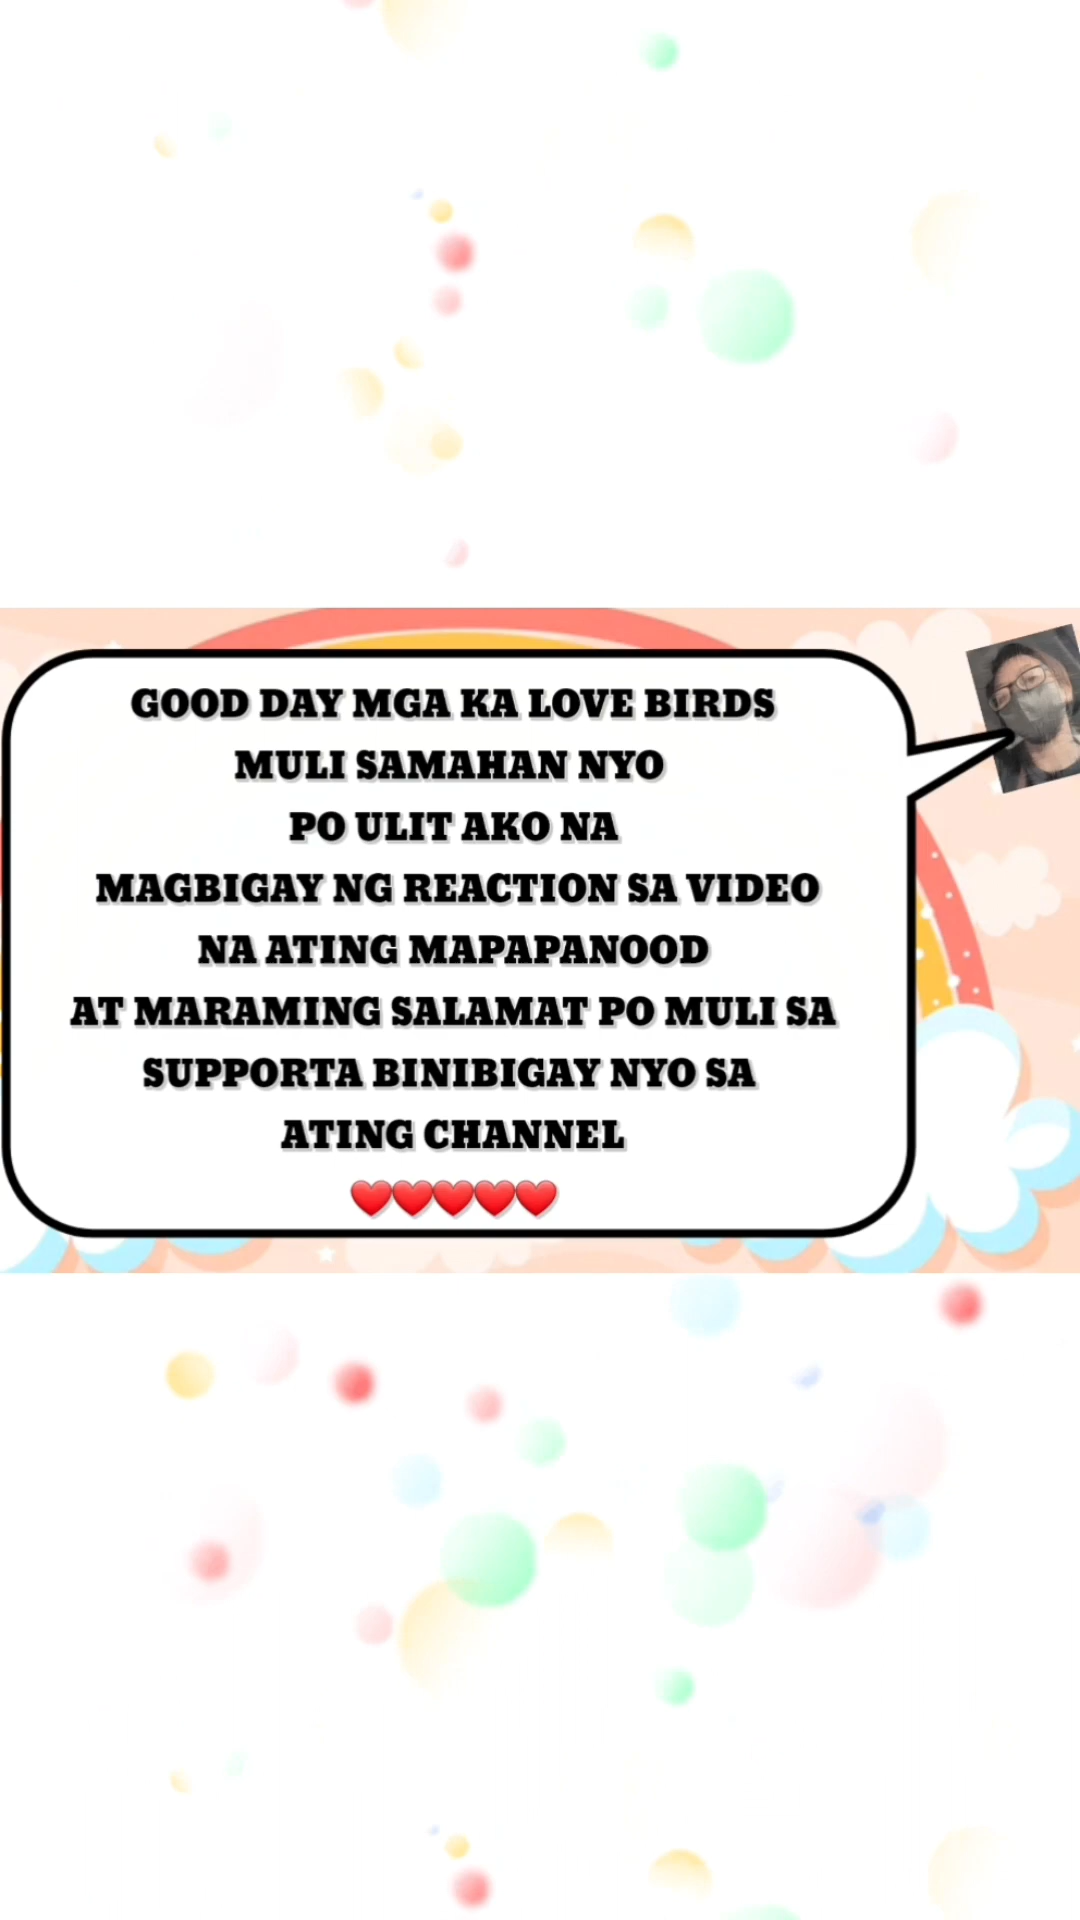 GOOD DAY MGA KA LOVE BIRDS
MULI SAMAHAN NYO
PO ULIT AKO NA
MAGBIGAY NG REACTION SA VIDEO
NA ATING MAPAPANOOD
AT MARAMING SALAMAT PO MULI SA
SUPPORTA BINIBIGAY NYO SA
ATING CHANNEL
❤️❤️❤️❤️❤️